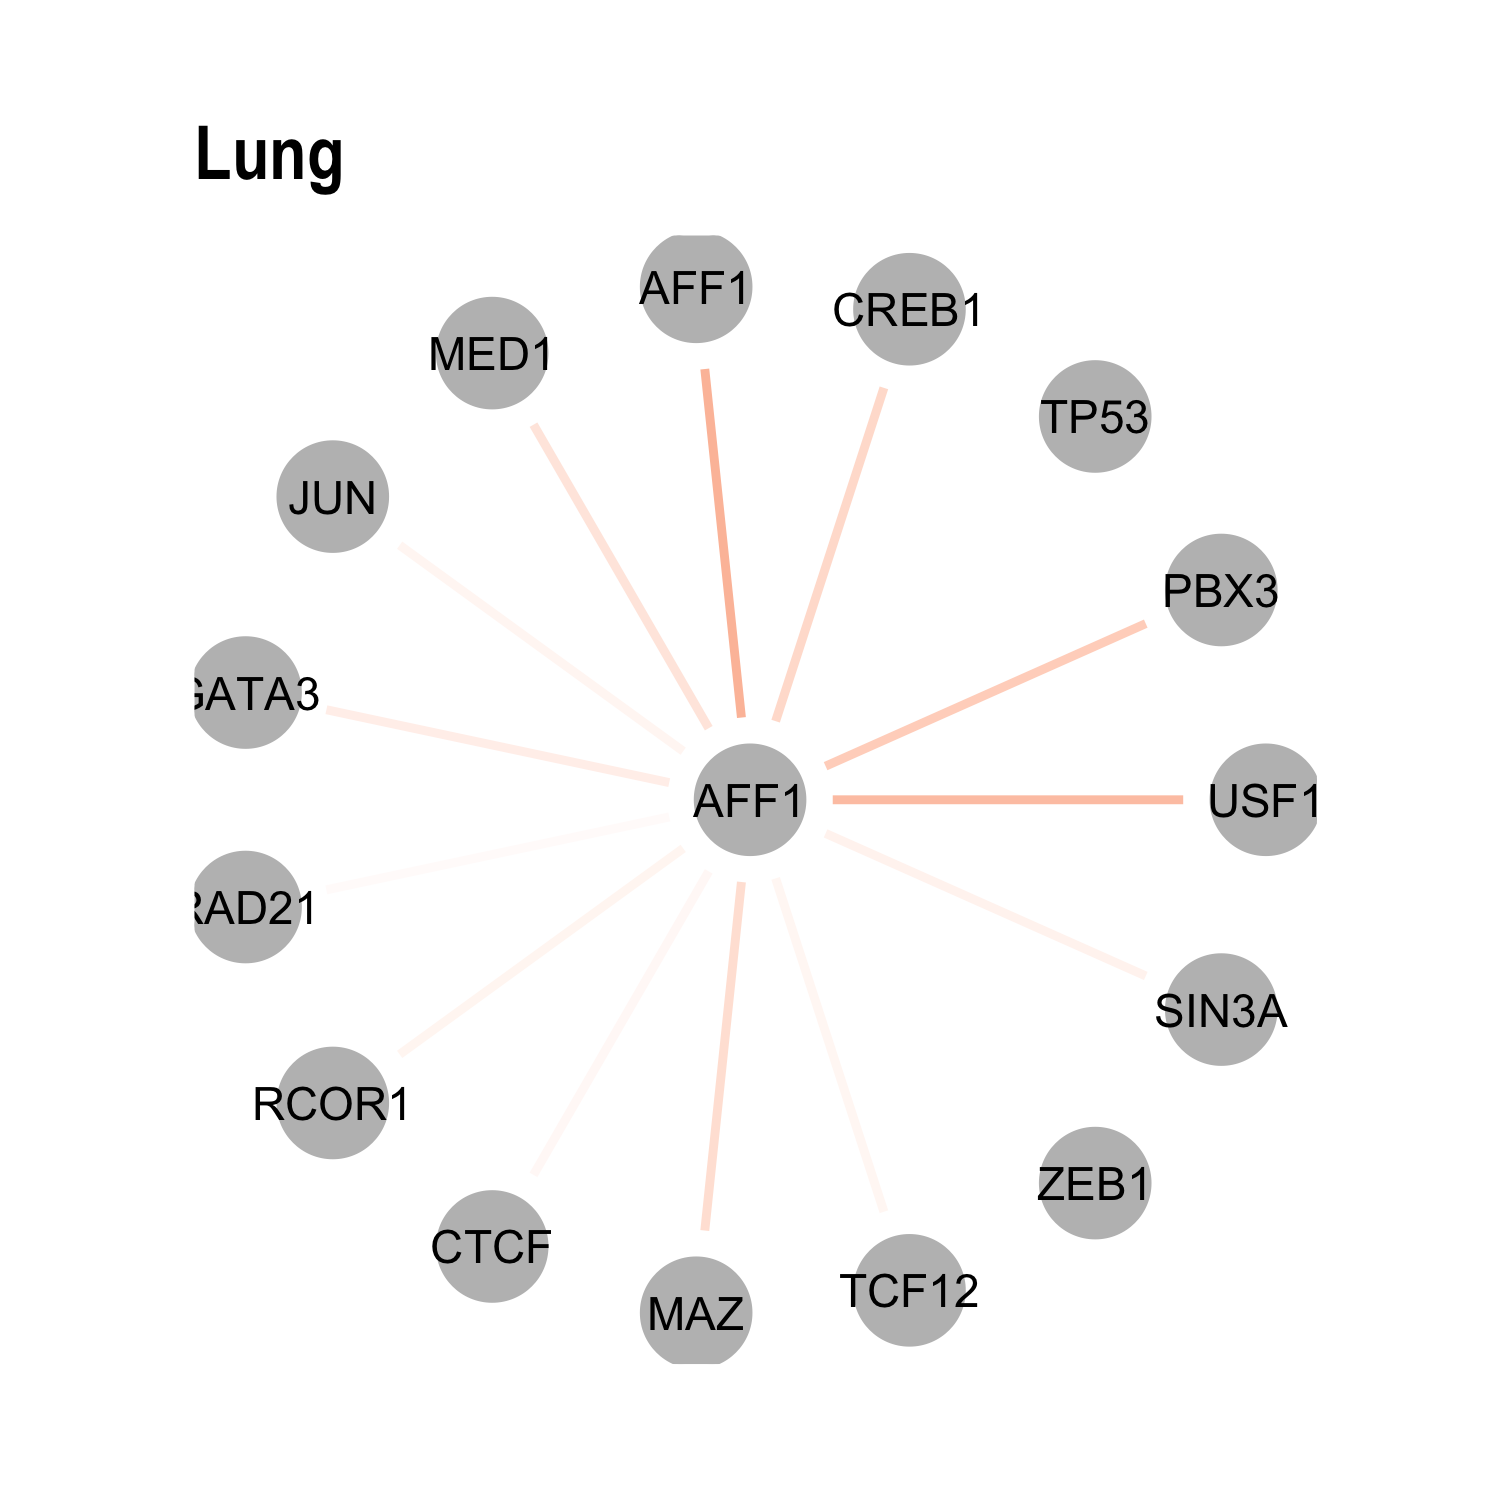 Lung
AFF1
CREB1
MED1
TP53
JUN
PBX3
GATA3
AFF1
USF1
RAD21
SIN3A
RCOR1
ZEB1
CTCF
TCF12
MAZ